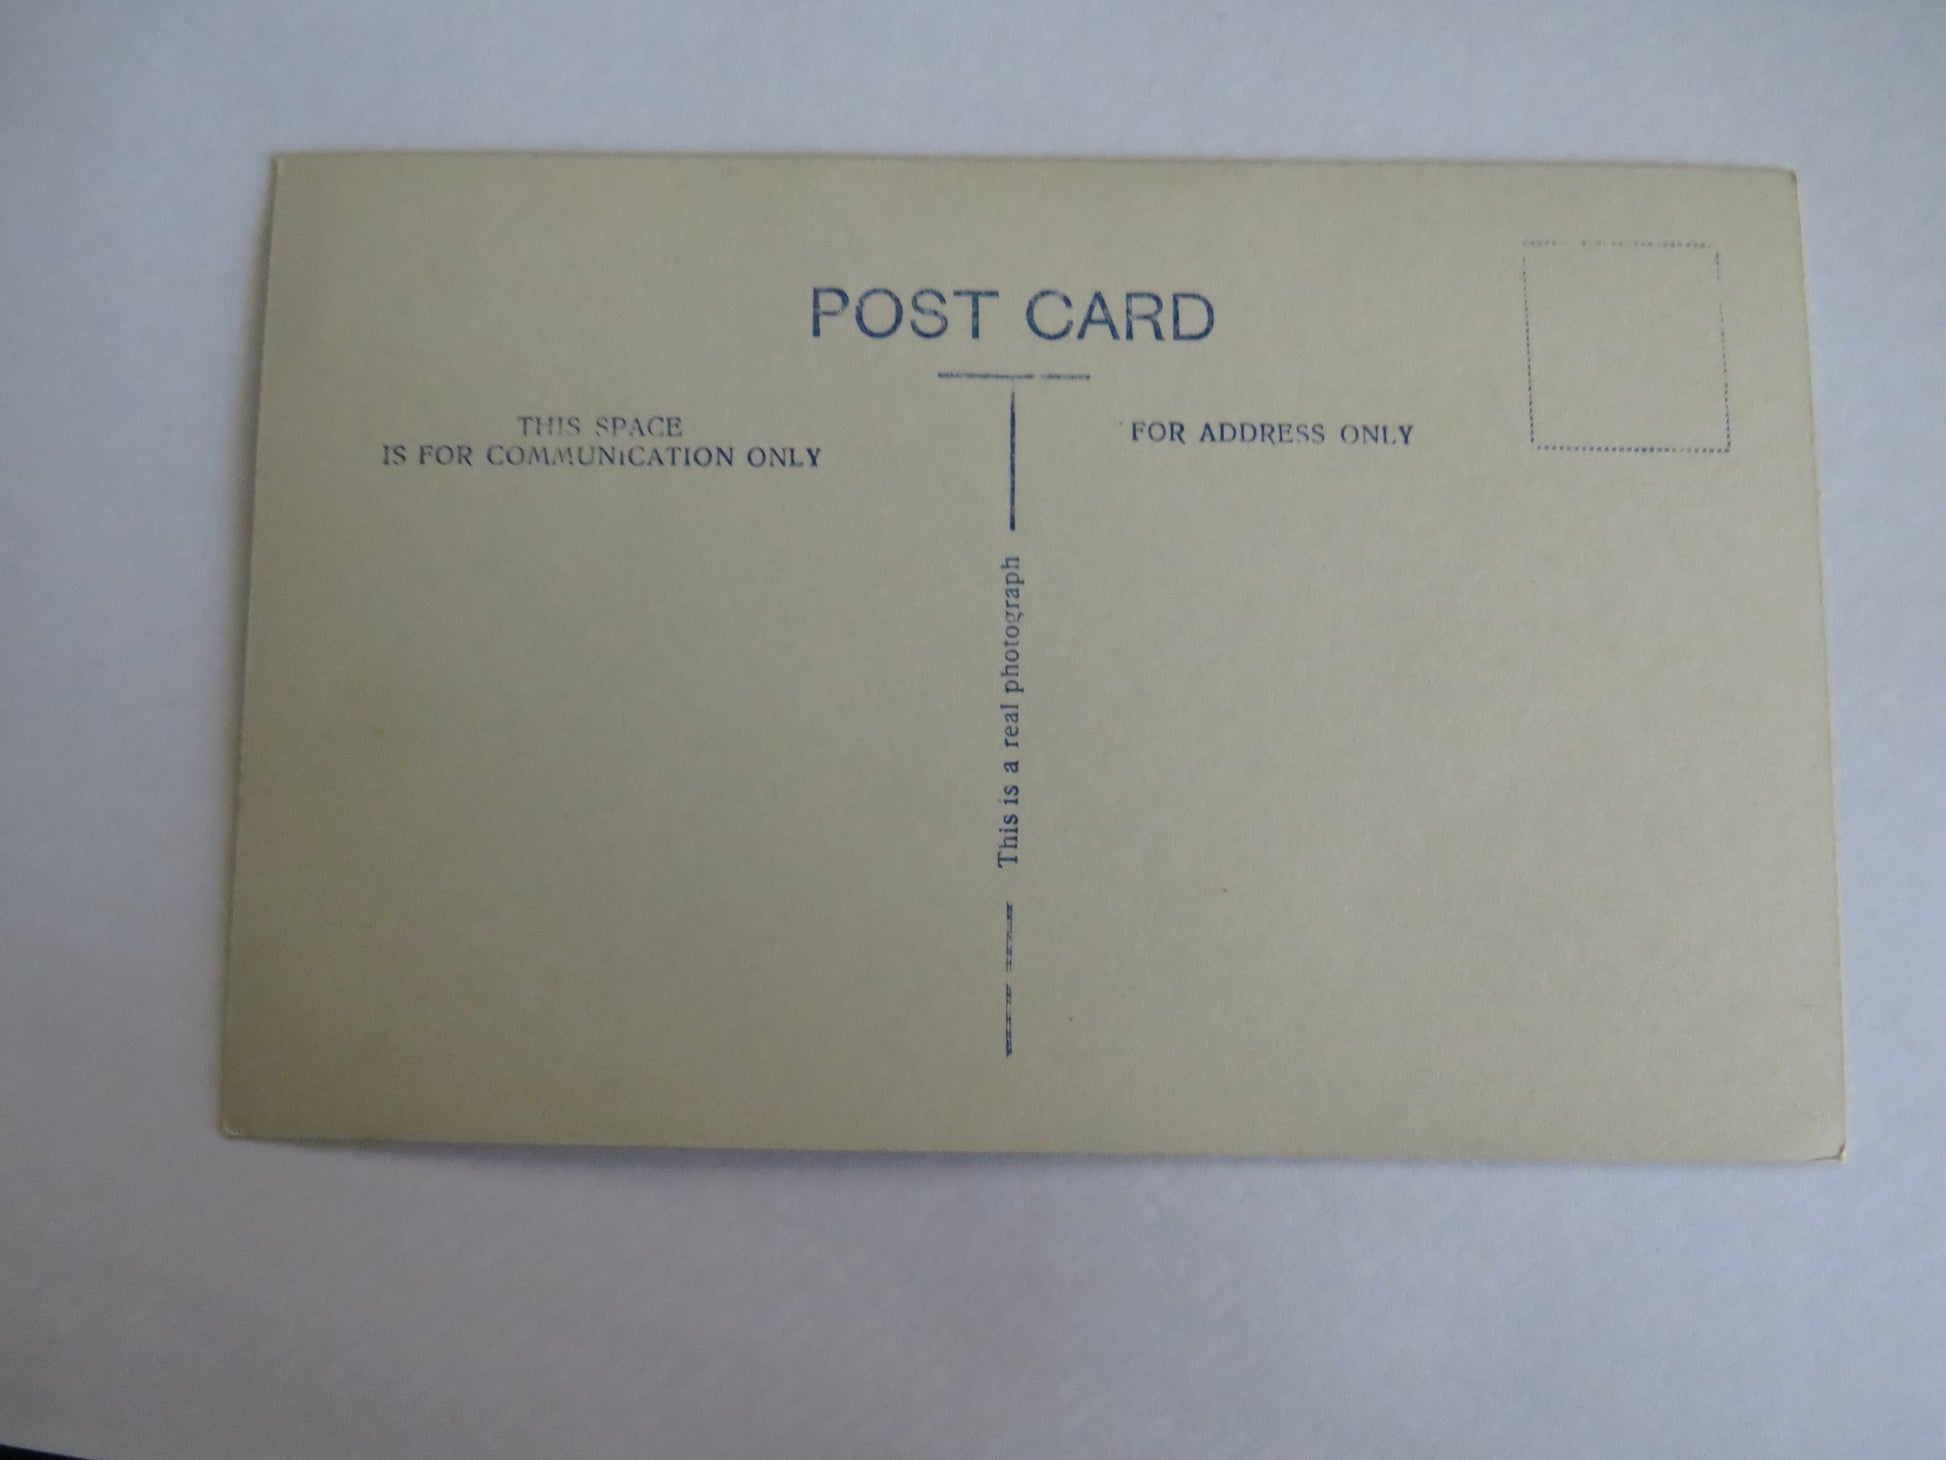 POST CARD
THIS SPACE
IS FOR COMMUNICATION ONLY
FOR ADDRESS ONLY
This is a real photograph